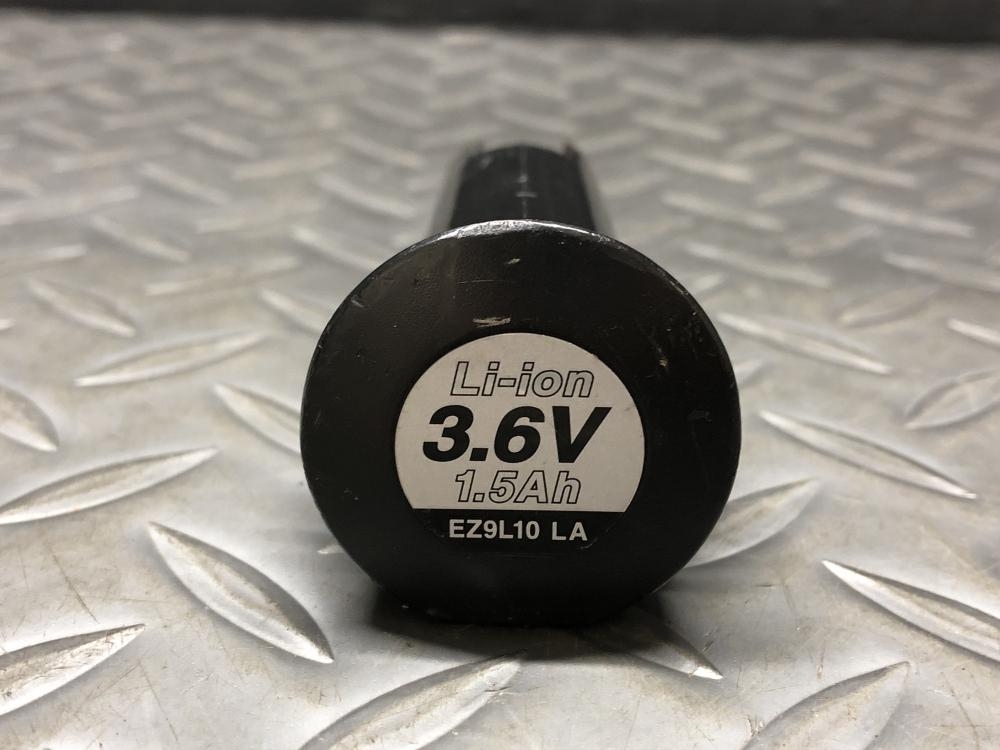 Li-ion
3.6V
1.5Ah
EZ9L10 LA